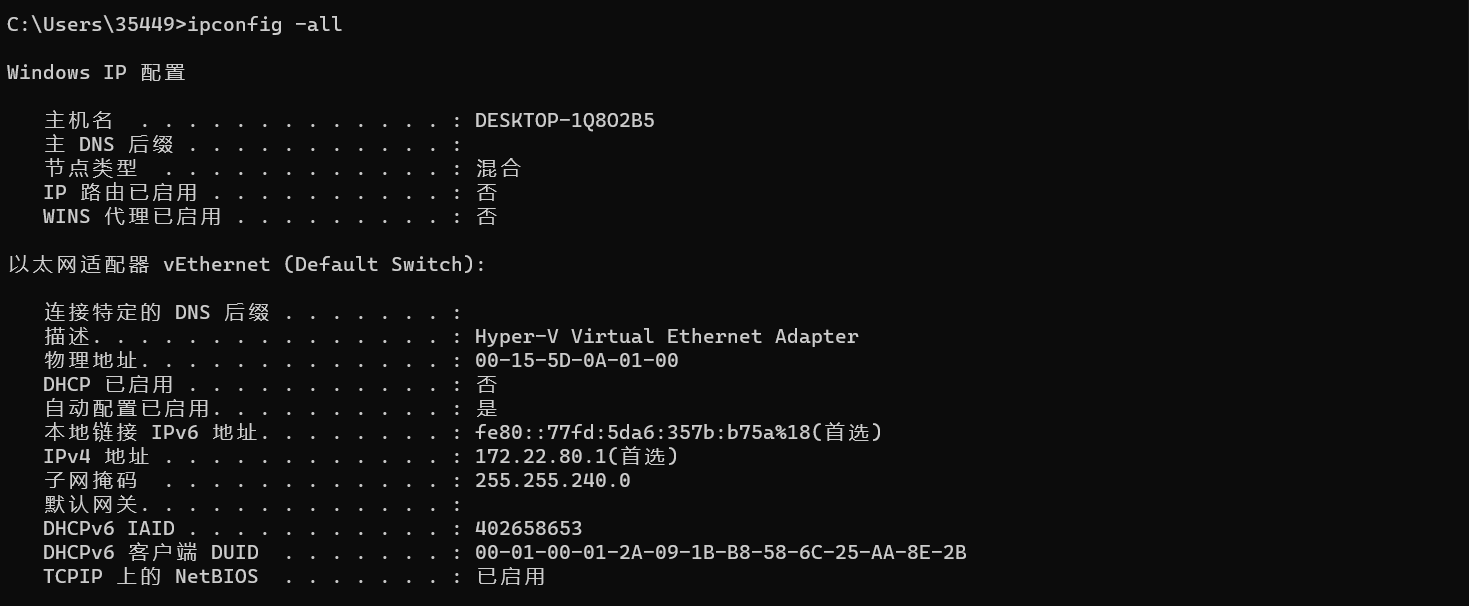 C:\Users\35449>ipconfig -all
Windows IP 配置
主机名 . . . . . . . . . . . . . : DESKTOP-1Q8O2B5
主 DNS 后缀 . . . . . . . . . . . :
节点类型 . . . . . . . . . . . . : 混合
IP 路由已启用 . . . . . . . . . . : 否
WINS 代理已启用 . . . . . . . . . : 否
以太网适配器 vEthernet (Default Switch):
连接特定的 DNS 后缀 . . . . . . . :
描述. . . . . . . . . . . . . . . : Hyper-V Virtual Ethernet Adapter
物理地址. . . . . . . . . . . . . : 00-15-5D-0A-01-00
DHCP 已启用 . . . . . . . . . . . : 否
自动配置已启用. . . . . . . . . . : 是
本地链接 IPv6 地址. . . . . . . . : fe80::77fd:5da6:357b:b75a%18(首选)
IPv4 地址 . . . . . . . . . . . . : 172.22.80.1(首选)
子网掩码 . . . . . . . . . . . . : 255.255.240.0
默认网关. . . . . . . . . . . . . :
DHCPv6 IAID . . . . . . . . . . . : 402658653
DHCPv6 客户端 DUID . . . . . . . : 00-01-00-01-2A-09-1B-B8-58-6C-25-AA-8E-2B
TCPIP 上的 NetBIOS . . . . . . . : 已启用